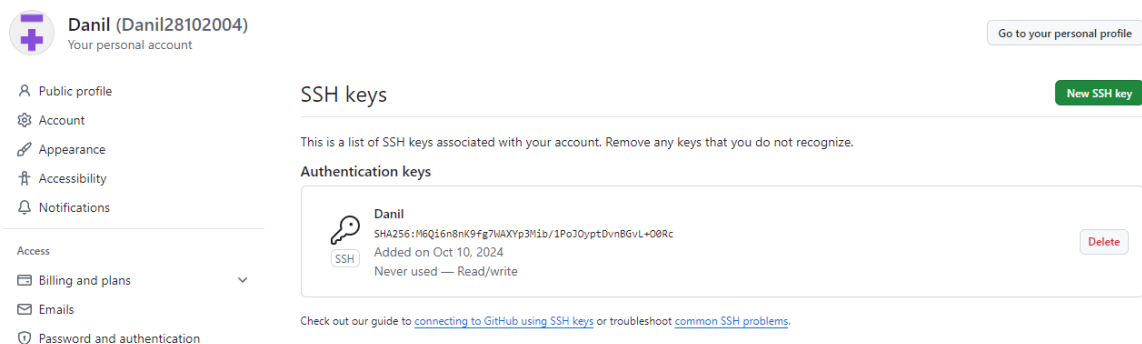 Danil (Danil28102004)
Your personal account
Go to your personal profile
Public profile
Account
Appearance
Accessibility
Notifications
Access
Billing and plans
Emails
Password and authentication
SSH keys
New SSH key
This is a list of SSH keys associated with your account. Remove any keys that you do not recognize.
Authentication keys
Danil
SHA256:M6Qi6n8nK9fg7WAXYp3Mib/1PoJOyptDvnBGvL+O0Rc
Added on Oct 10, 2024
Never used — Read/write
SSH
Delete
Check out our guide to connecting to GitHub using SSH keys or troubleshoot common SSH problems.